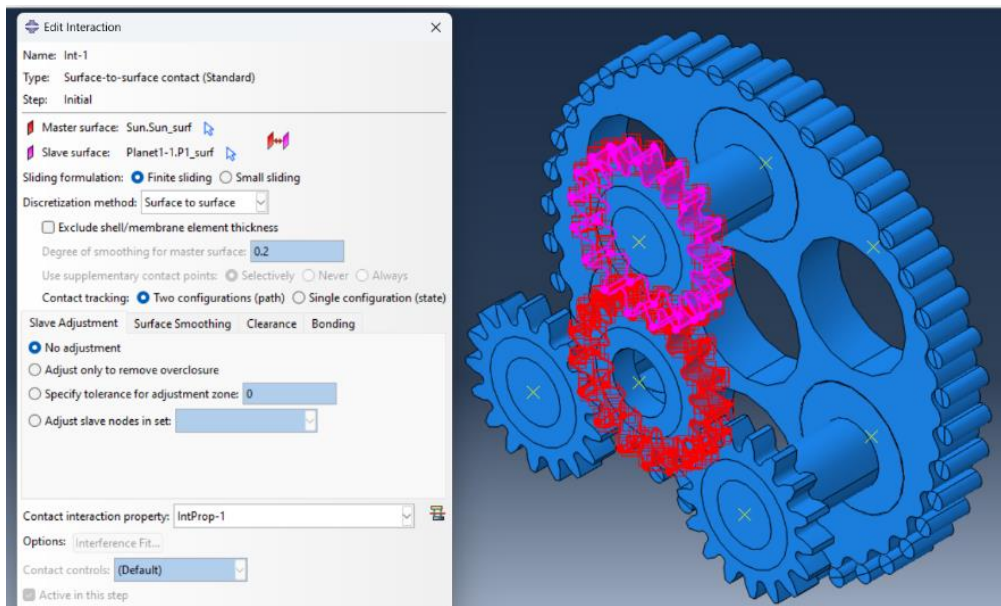 Edit Interaction
Name: Int-1
Type: Surface-to-surface contact (Standard)
Step: Initial
Master surface: Sun.Sun_surf
Slave surface: Planet1-1.P1_surf
Sliding formulation: Finite sliding Small sliding
Discretization method: Surface to surface
Exclude shell/membrane element thickness
Degree of smoothing for master surface: 0.2
Use supplementary contact points: Selectively Never Always
Contact tracking: Two configurations (path) Single configuration (state)
Slave Adjustment Surface Smoothing Clearance Bonding
No adjustment
Adjust only to remove overclosure
Specify tolerance for adjustment zone: 0
Adjust slave nodes in set:
Contact interaction property: IntProp-1
Options: Interference Fit...
Contact controls: (Default)
Active in this step